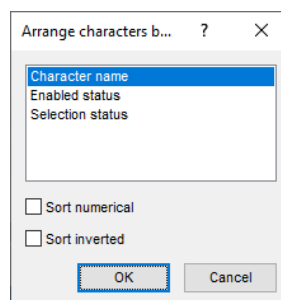 Arrange characters b...
?
Character name
Enabled status
Selection status
Sort numerical
Sort inverted
OK
Cancel